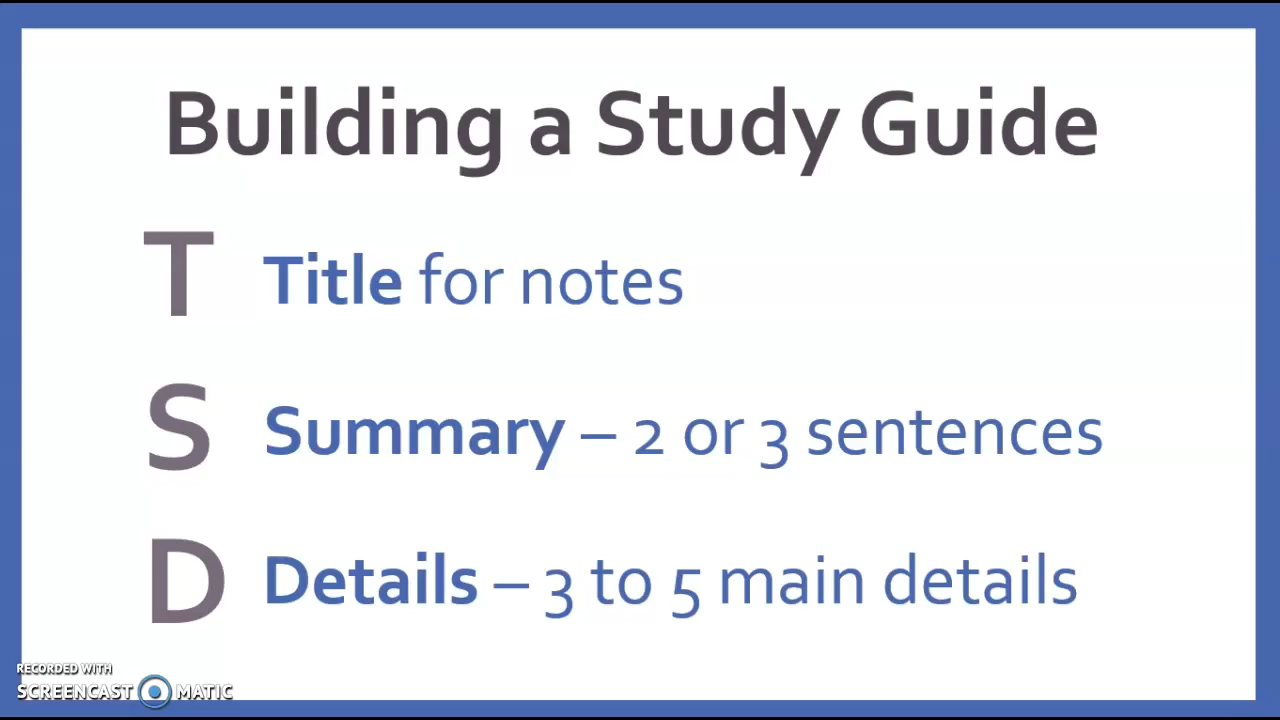 Building a Study Guide
T Title for notes
S Summary – 2 or 3 sentences
D Details – 3 to 5 main details
RECORDED WITH
SCREENCAST MATIC